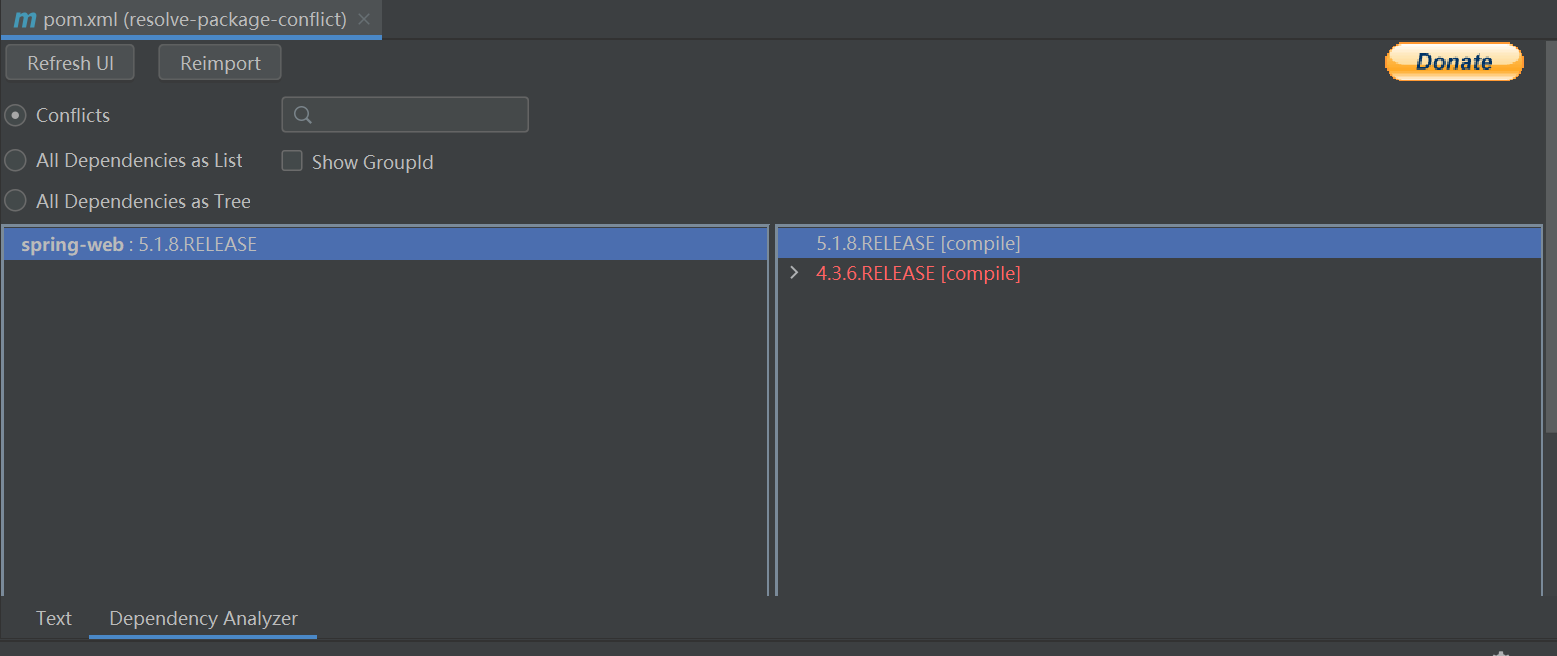 m pom.xml (resolve-package-conflict)
Refresh UI Reimport Donate
Conflicts
All Dependencies as List Show GroupId
All Dependencies as Tree
spring-web : 5.1.8.RELEASE 5.1.8.RELEASE [compile]
4.3.6.RELEASE [compile]
Text Dependency Analyzer